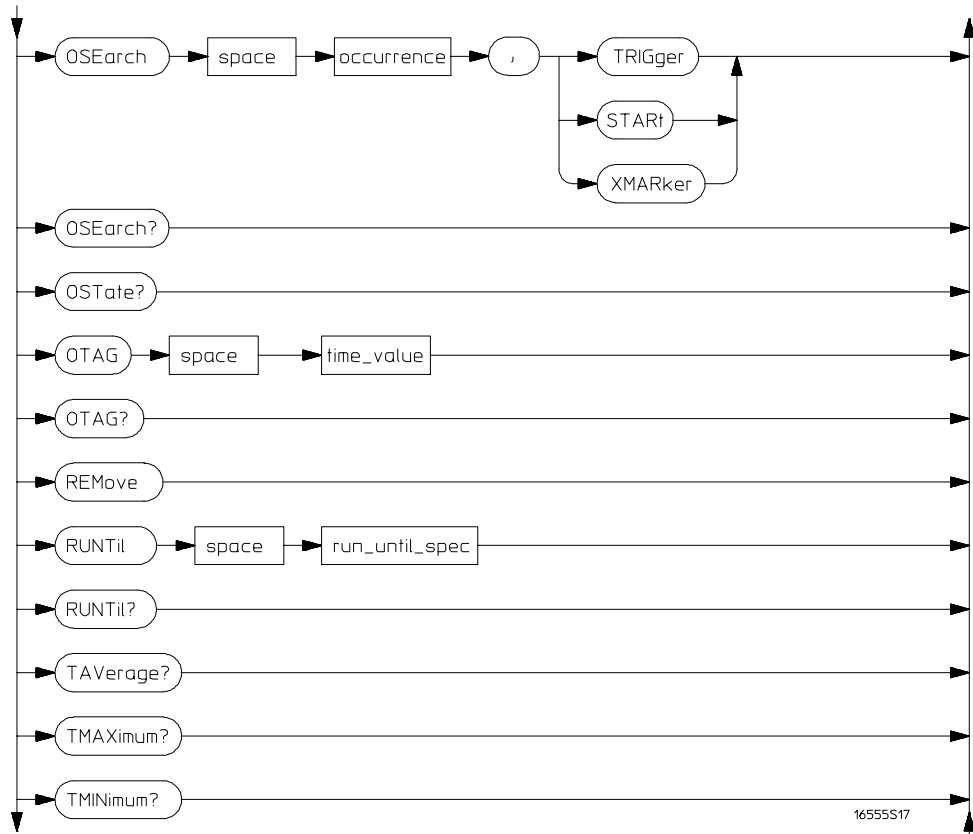 OSEarch space occurrence , TRIGger
STARt
XMARker
OSEarch?
OSTate?
OTAG space time_value
OTAG?
REMove
RUNTil space run_until_spec
RUNTil?
TAVerage?
TMAXimum?
TMINimum?
16555S17